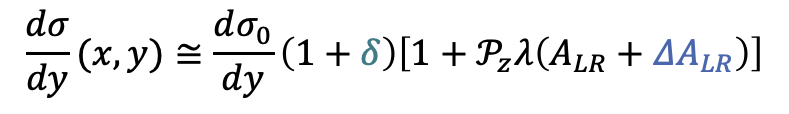 dσ/dy (x, y) ≅ dσ₀/dy (1 + δ)[1 + 𝒫_z λ(A_LR + ΔA_LR)]